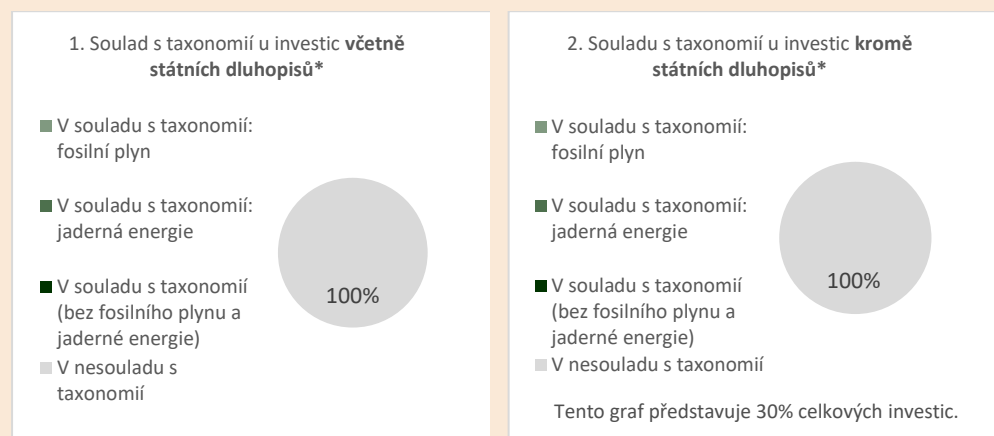 1. Soulad s taxonomií u investic včetně
státních dluhopisů*
V souladu s taxonomií:
fosilní plyn
V souladu s taxonomií:
jaderná energie
V souladu s taxonomií
(bez fosilního plynu a
jaderné energie)
V nesouladu s
taxonomií
100%
2. Souladu s taxonomií u investic kromě
státních dluhopisů*
V souladu s taxonomií:
fosilní plyn
V souladu s taxonomií:
jaderná energie
V souladu s taxonomií
(bez fosilního plynu a
jaderné energie)
V nesouladu s taxonomií
100%
Tento graf představuje 30% celkových investic.